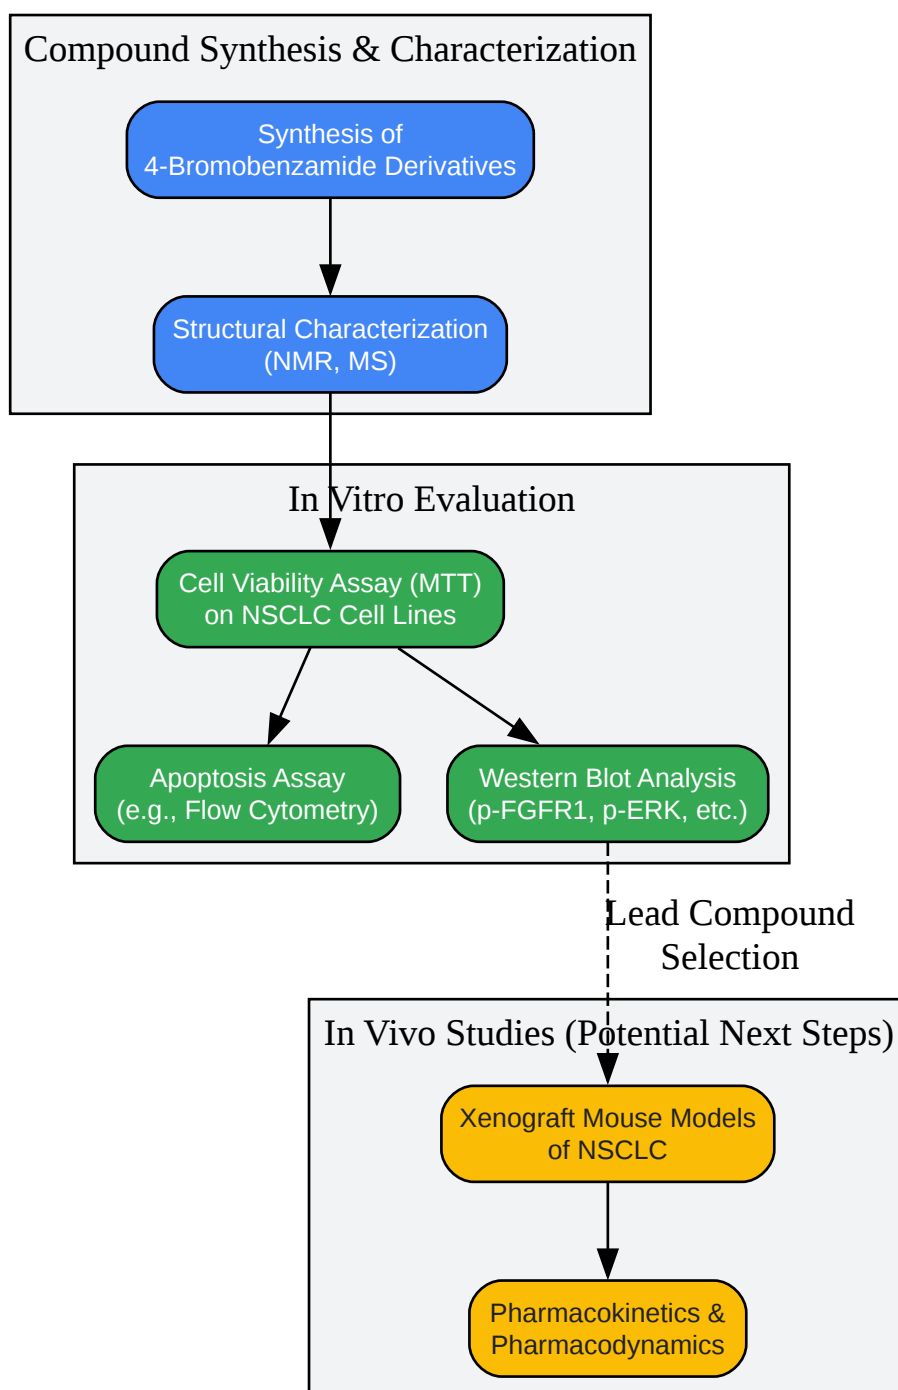 Compound Synthesis & Characterization
Synthesis of
4-Bromobenzamide Derivatives
Structural Characterization
(NMR, MS)
In Vitro Evaluation
Cell Viability Assay (MTT)
on NSCLC Cell Lines
Apoptosis Assay
(e.g., Flow Cytometry)
Western Blot Analysis
(p-FGFR1, p-ERK, etc.)
Lead Compound
Selection
In Vivo Studies (Potential Next Steps)
Xenograft Mouse Models
of NSCLC
Pharmacokinetics &
Pharmacodynamics